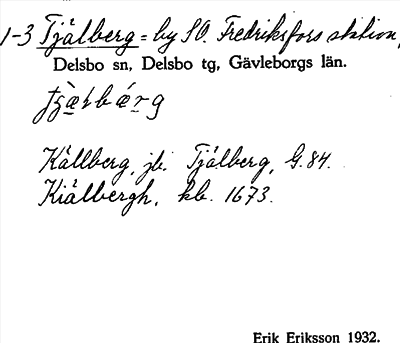 1-3 Tjälberg = by SO. Fredriksfors station,
Delsbo sn, Delsbo tg, Gävleborgs län.
Källberg, jb. Tjälberg, G. 84.
Kiälbergh, kb. 1673.
Erik Eriksson 1932.